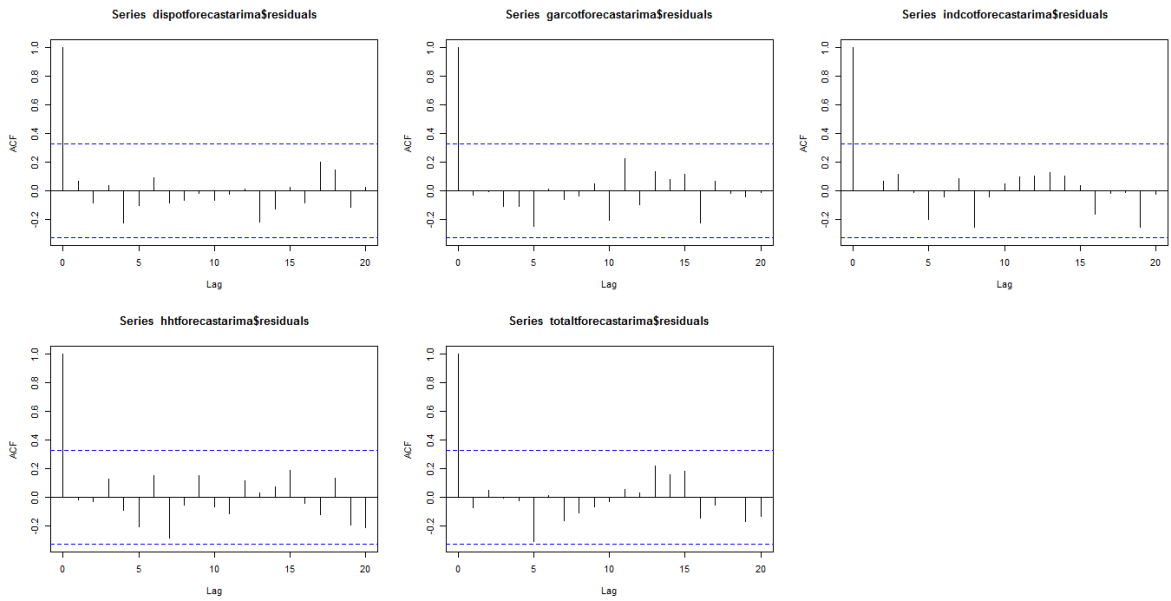 Series dispotforecastarima$residuals
ACF
1.0
0.8
0.6
0.4
0.2
0.0
-0.2
0 5 10 15 20
Lag
Series garcotforecastarima$residuals
ACF
1.0
0.8
0.6
0.4
0.2
0.0
-0.2
0 5 10 15 20
Lag
Series indcotforecastarima$residuals
ACF
1.0
0.8
0.6
0.4
0.2
0.0
-0.2
0 5 10 15 20
Lag
Series hhtforecastarima$residuals
ACF
1.0
0.8
0.6
0.4
0.2
0.0
-0.2
0 5 10 15 20
Lag
Series totaltforecastarima$residuals
ACF
1.0
0.8
0.6
0.4
0.2
0.0
-0.2
0 5 10 15 20
Lag